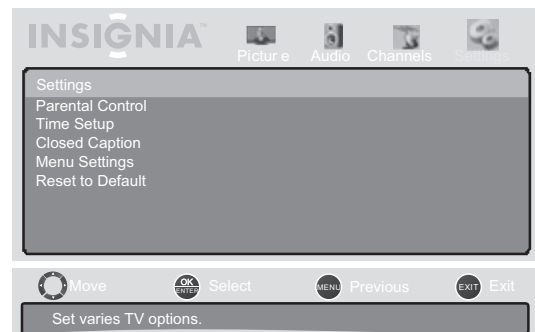 INSIGNIA™
Pictur e Audio Channels Settings
Settings
Parental Control
Time Setup
Closed Caption
Menu Settings
Reset to Default
Move OK ENTER Select MENU Previous EXIT Exit
Set varies TV options.